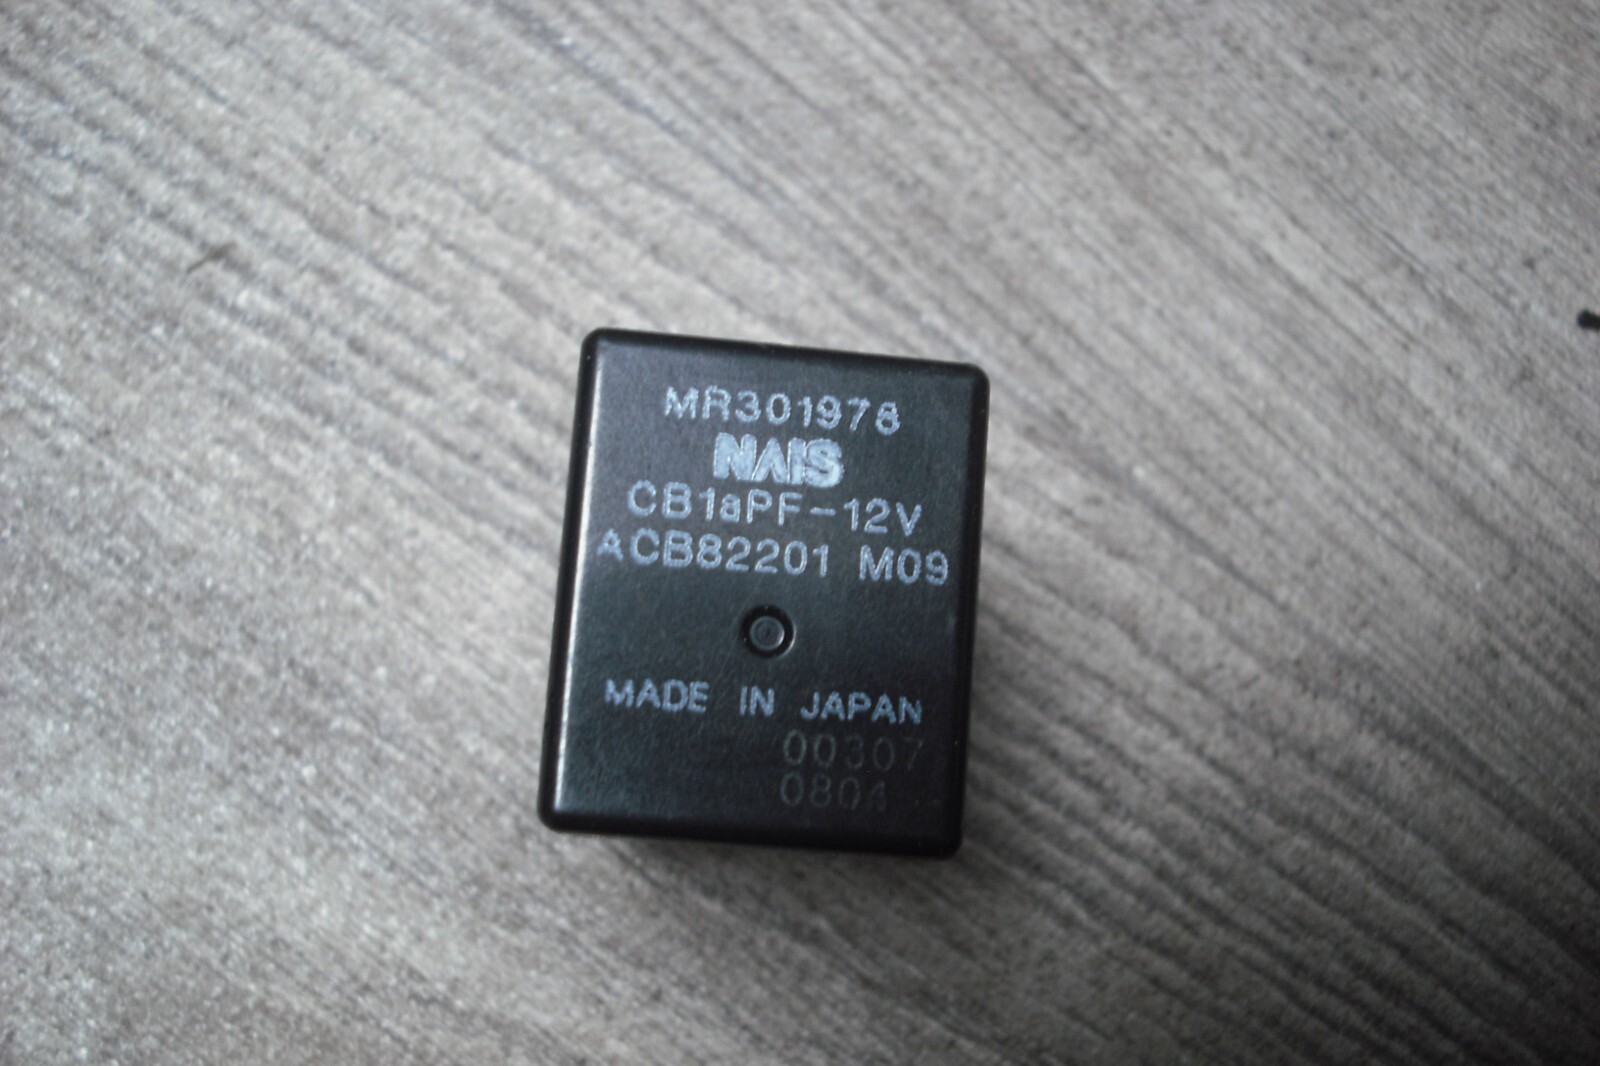 MR301978
NAIS
CB1aPF-12V
ACB82201 M09
MADE IN JAPAN
00307
0804